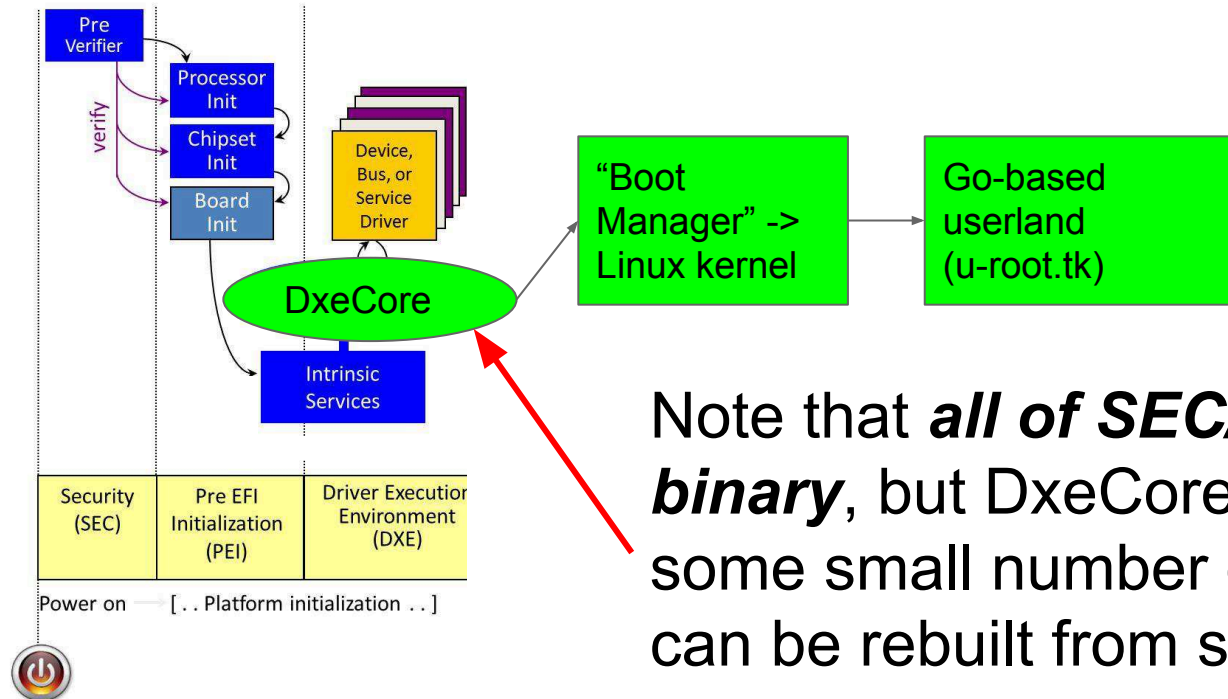 Pre
Verifier
verify
Processor
Init
Chipset
Init
Board
Init
Device,
Bus, or
Service
Driver
DxeCore
Intrinsic
Services
“Boot
Manager” ->
Linux kernel
Go-based
userland
(u-root.tk)
Note that all of SEC
binary, but DxeCore
some small number
can be rebuilt from
Security
(SEC)
Pre EFI
Initialization
(PEI)
Driver Execution
Environment
(DXE)
Power on [ . . Platform initialization . . ]